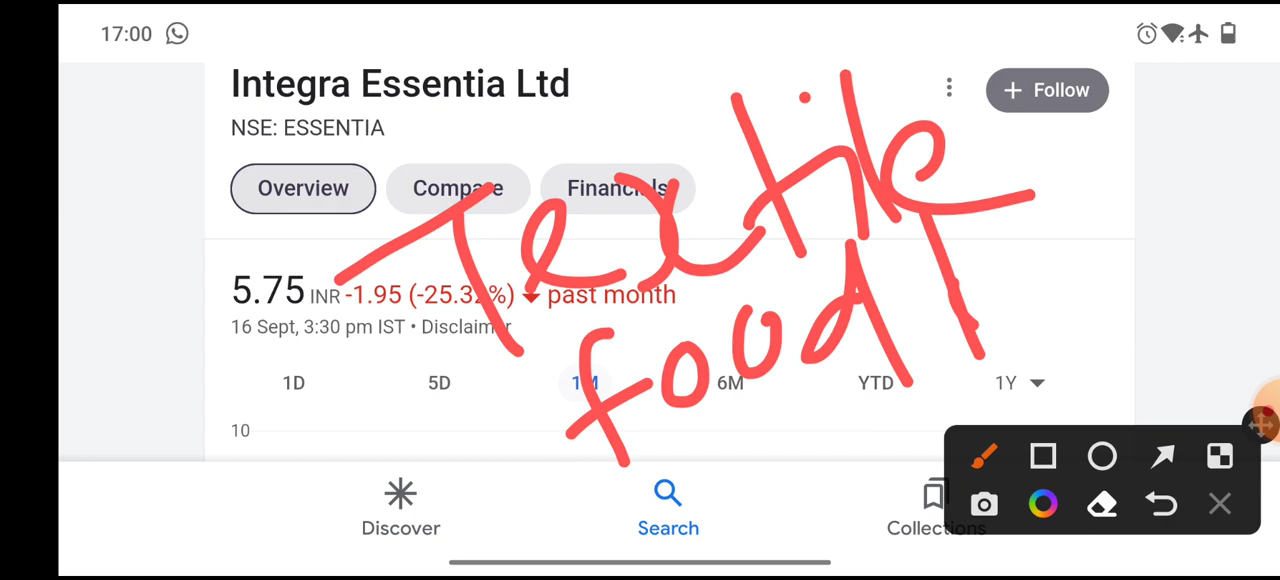 17:00
Integra Essentia Ltd
+ Follow
NSE: ESSENTIA
Overview Compare Financials
Textile
food
5.75 INR -1.95 (-25.32%) past month
16 Sept, 3:30 pm IST • Disclaimer
1D 5D 1M 6M YTD 1Y
10
Discover Search Collections